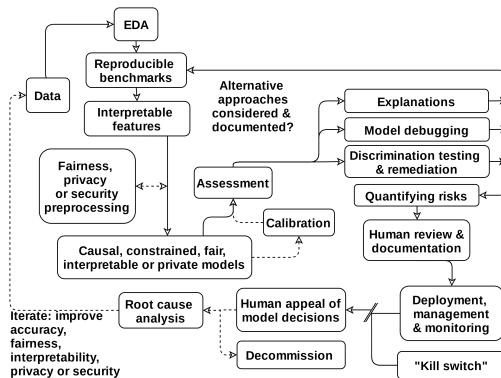 EDA
Reproducible
benchmarks
Data
Interpretable
features
Alternative
approaches
considered &
documented?
Explanations
Model debugging
Discrimination testing
& remediation
Fairness,
privacy
or security
preprocessing
Assessment
Quantifying risks
Calibration
Human review &
documentation
Causal, constrained, fair,
interpretable or private models
Iterate: improve
accuracy,
fairness,
interpretability,
privacy or security
Root cause
analysis
Human appeal of
model decisions
Deployment,
management
& monitoring
Decommission
"Kill switch"